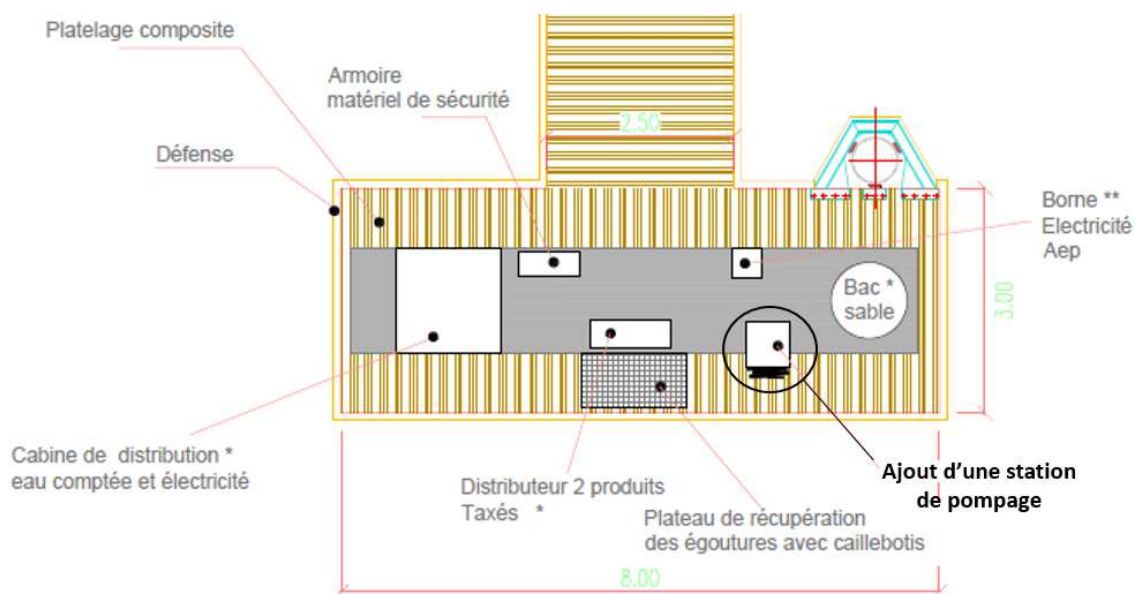 Platelage composite
Armoire
matériel de sécurité
2.50
Défense
Borne **
Electricité
Aep
Bac *
sable
3.00
Cabine de distribution *
eau comptée et électricité
Distributeur 2 produits
Taxés *
Plateau de récupération
des égoutures avec caillebotis
Ajout d’une station
de pompage
8.00